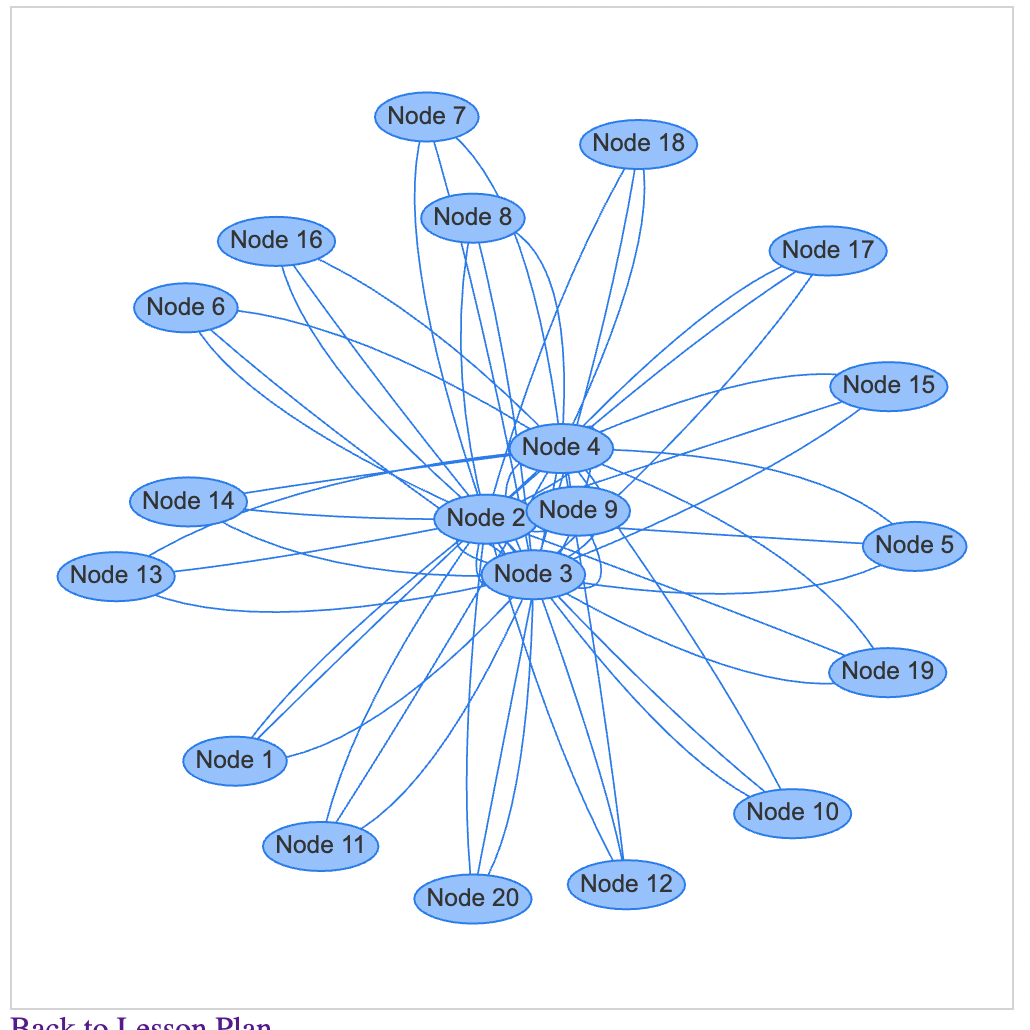 Node 7
Node 18
Node 8
Node 16
Node 17
Node 6
Node 15
Node 4
Node 14
Node 2
Node 9
Node 5
Node 13
Node 3
Node 19
Node 1
Node 10
Node 11
Node 12
Node 20
Back to Lesson Plan